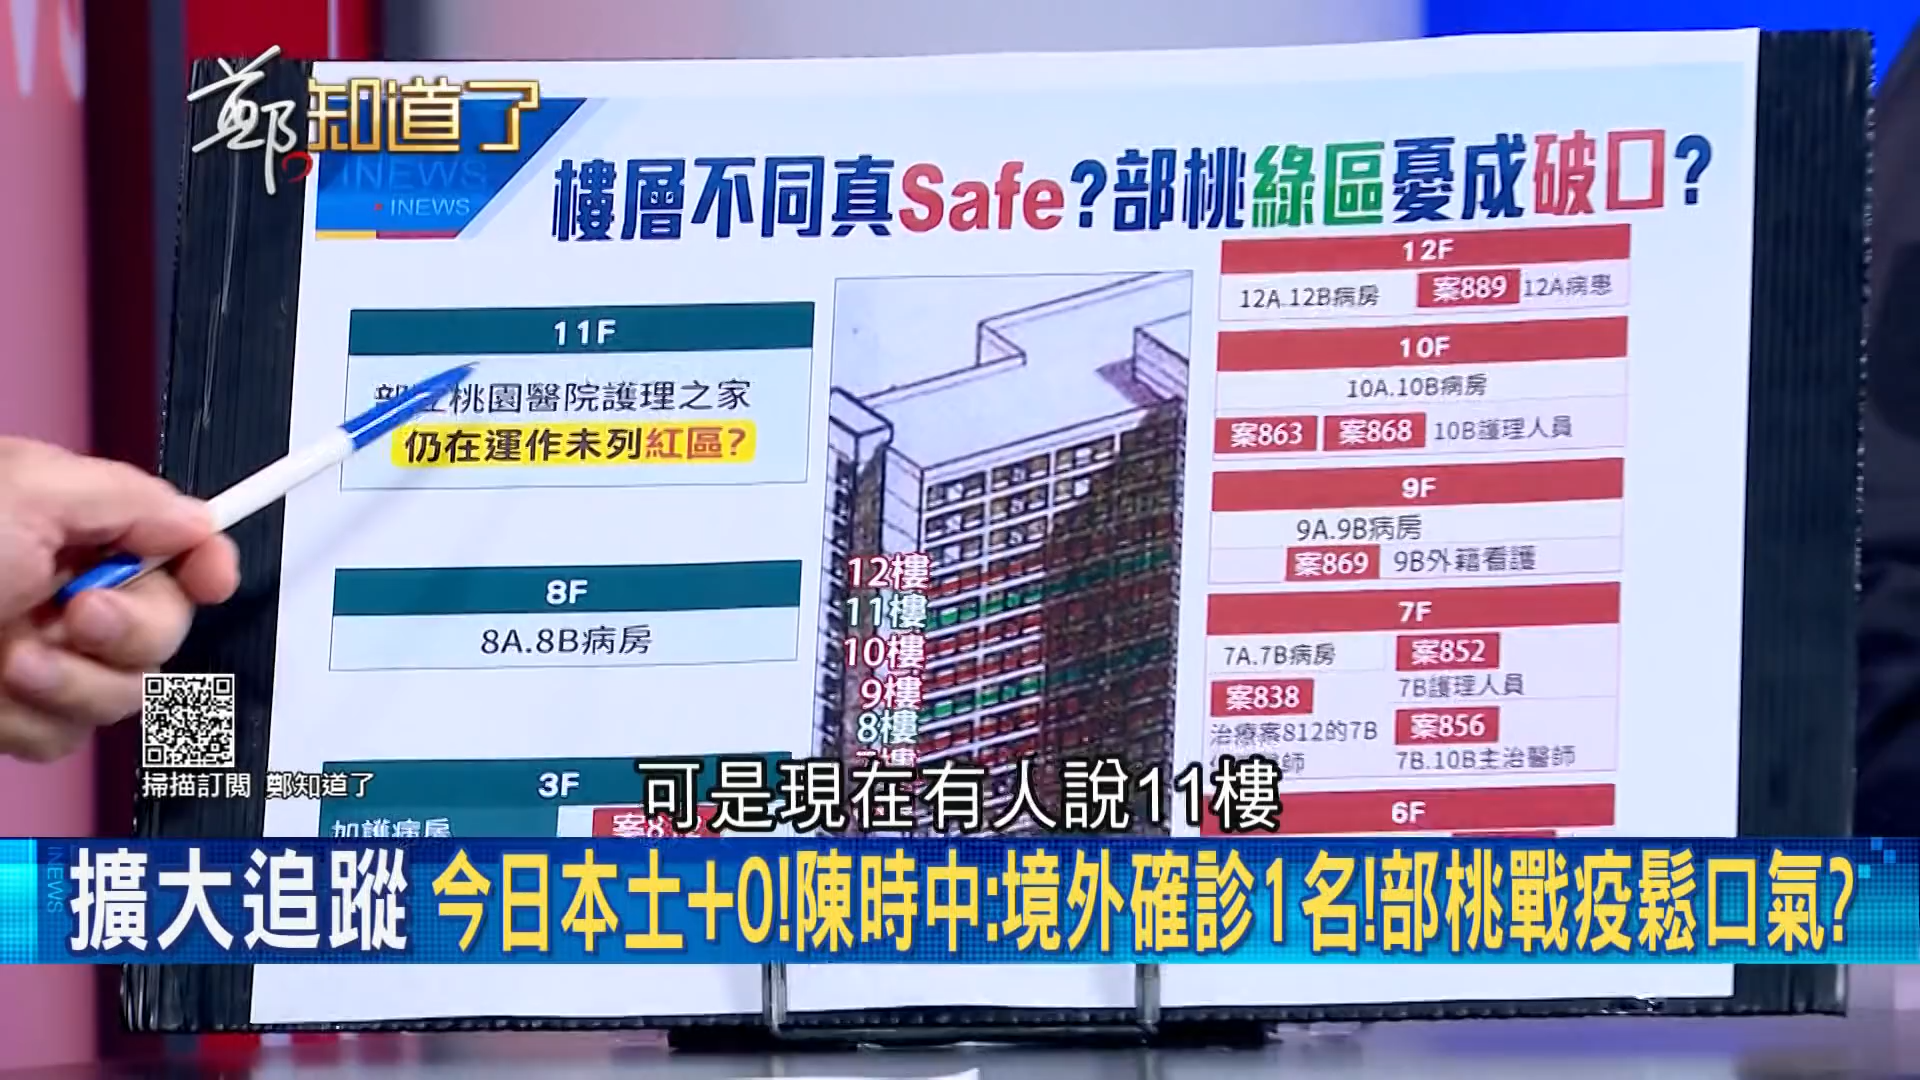 鄭知道了
INEWS
INEWS
樓層不同真Safe?部桃綠區憂成破口?
11F
部立桃園醫院護理之家
仍在運作未列紅區?
8F
8A.8B病房
3F
加護病房
12樓
11樓
10樓
9樓
8樓
7樓
12F
12A.12B病房 案889 12A病患
10F
10A.10B病房
案863 案868 10B護理人員
9F
9A.9B病房
案869 9B外籍看護
7F
7A.7B病房 案852
7B護理人員
案838
治療案812的7B
案856
7B.10B主治醫師
6F
掃描訂閱 鄭知道了
可是現在有人說11樓
INEWS
擴大追蹤 今日本土+0!陳時中:境外確診1名!部桃戰疫鬆口氣?